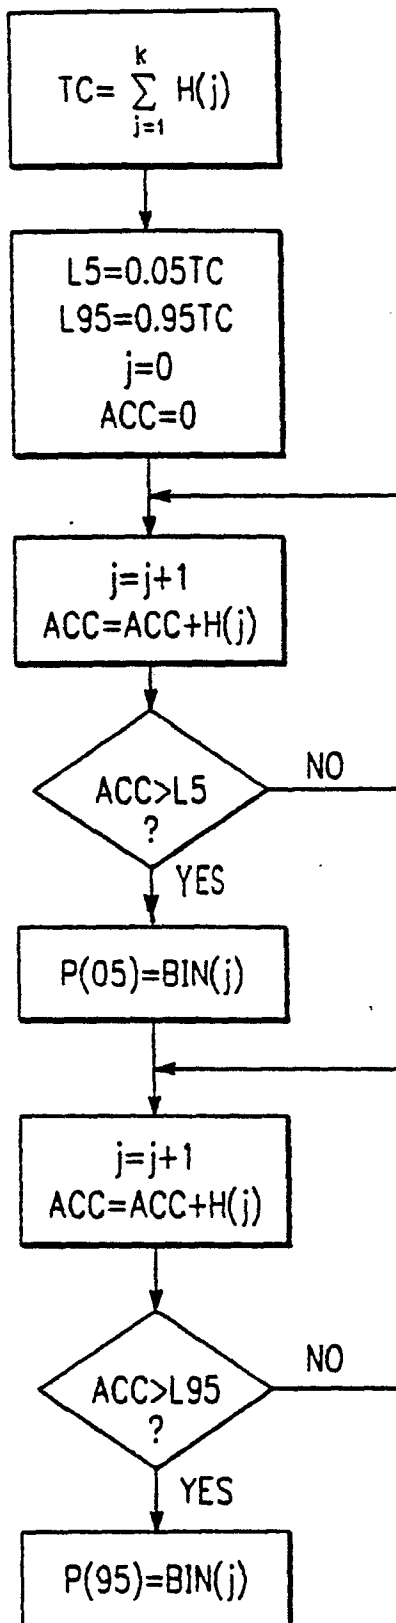 k
TC= Σ H(j)
j=1
L5=0.05TC
L95=0.95TC
j=0
ACC=0
j=j+1
ACC=ACC+H(j)
ACC>L5
?
NO
YES
P(05)=BIN(j)
j=j+1
ACC=ACC+H(j)
ACC>L95
?
NO
YES
P(95)=BIN(j)